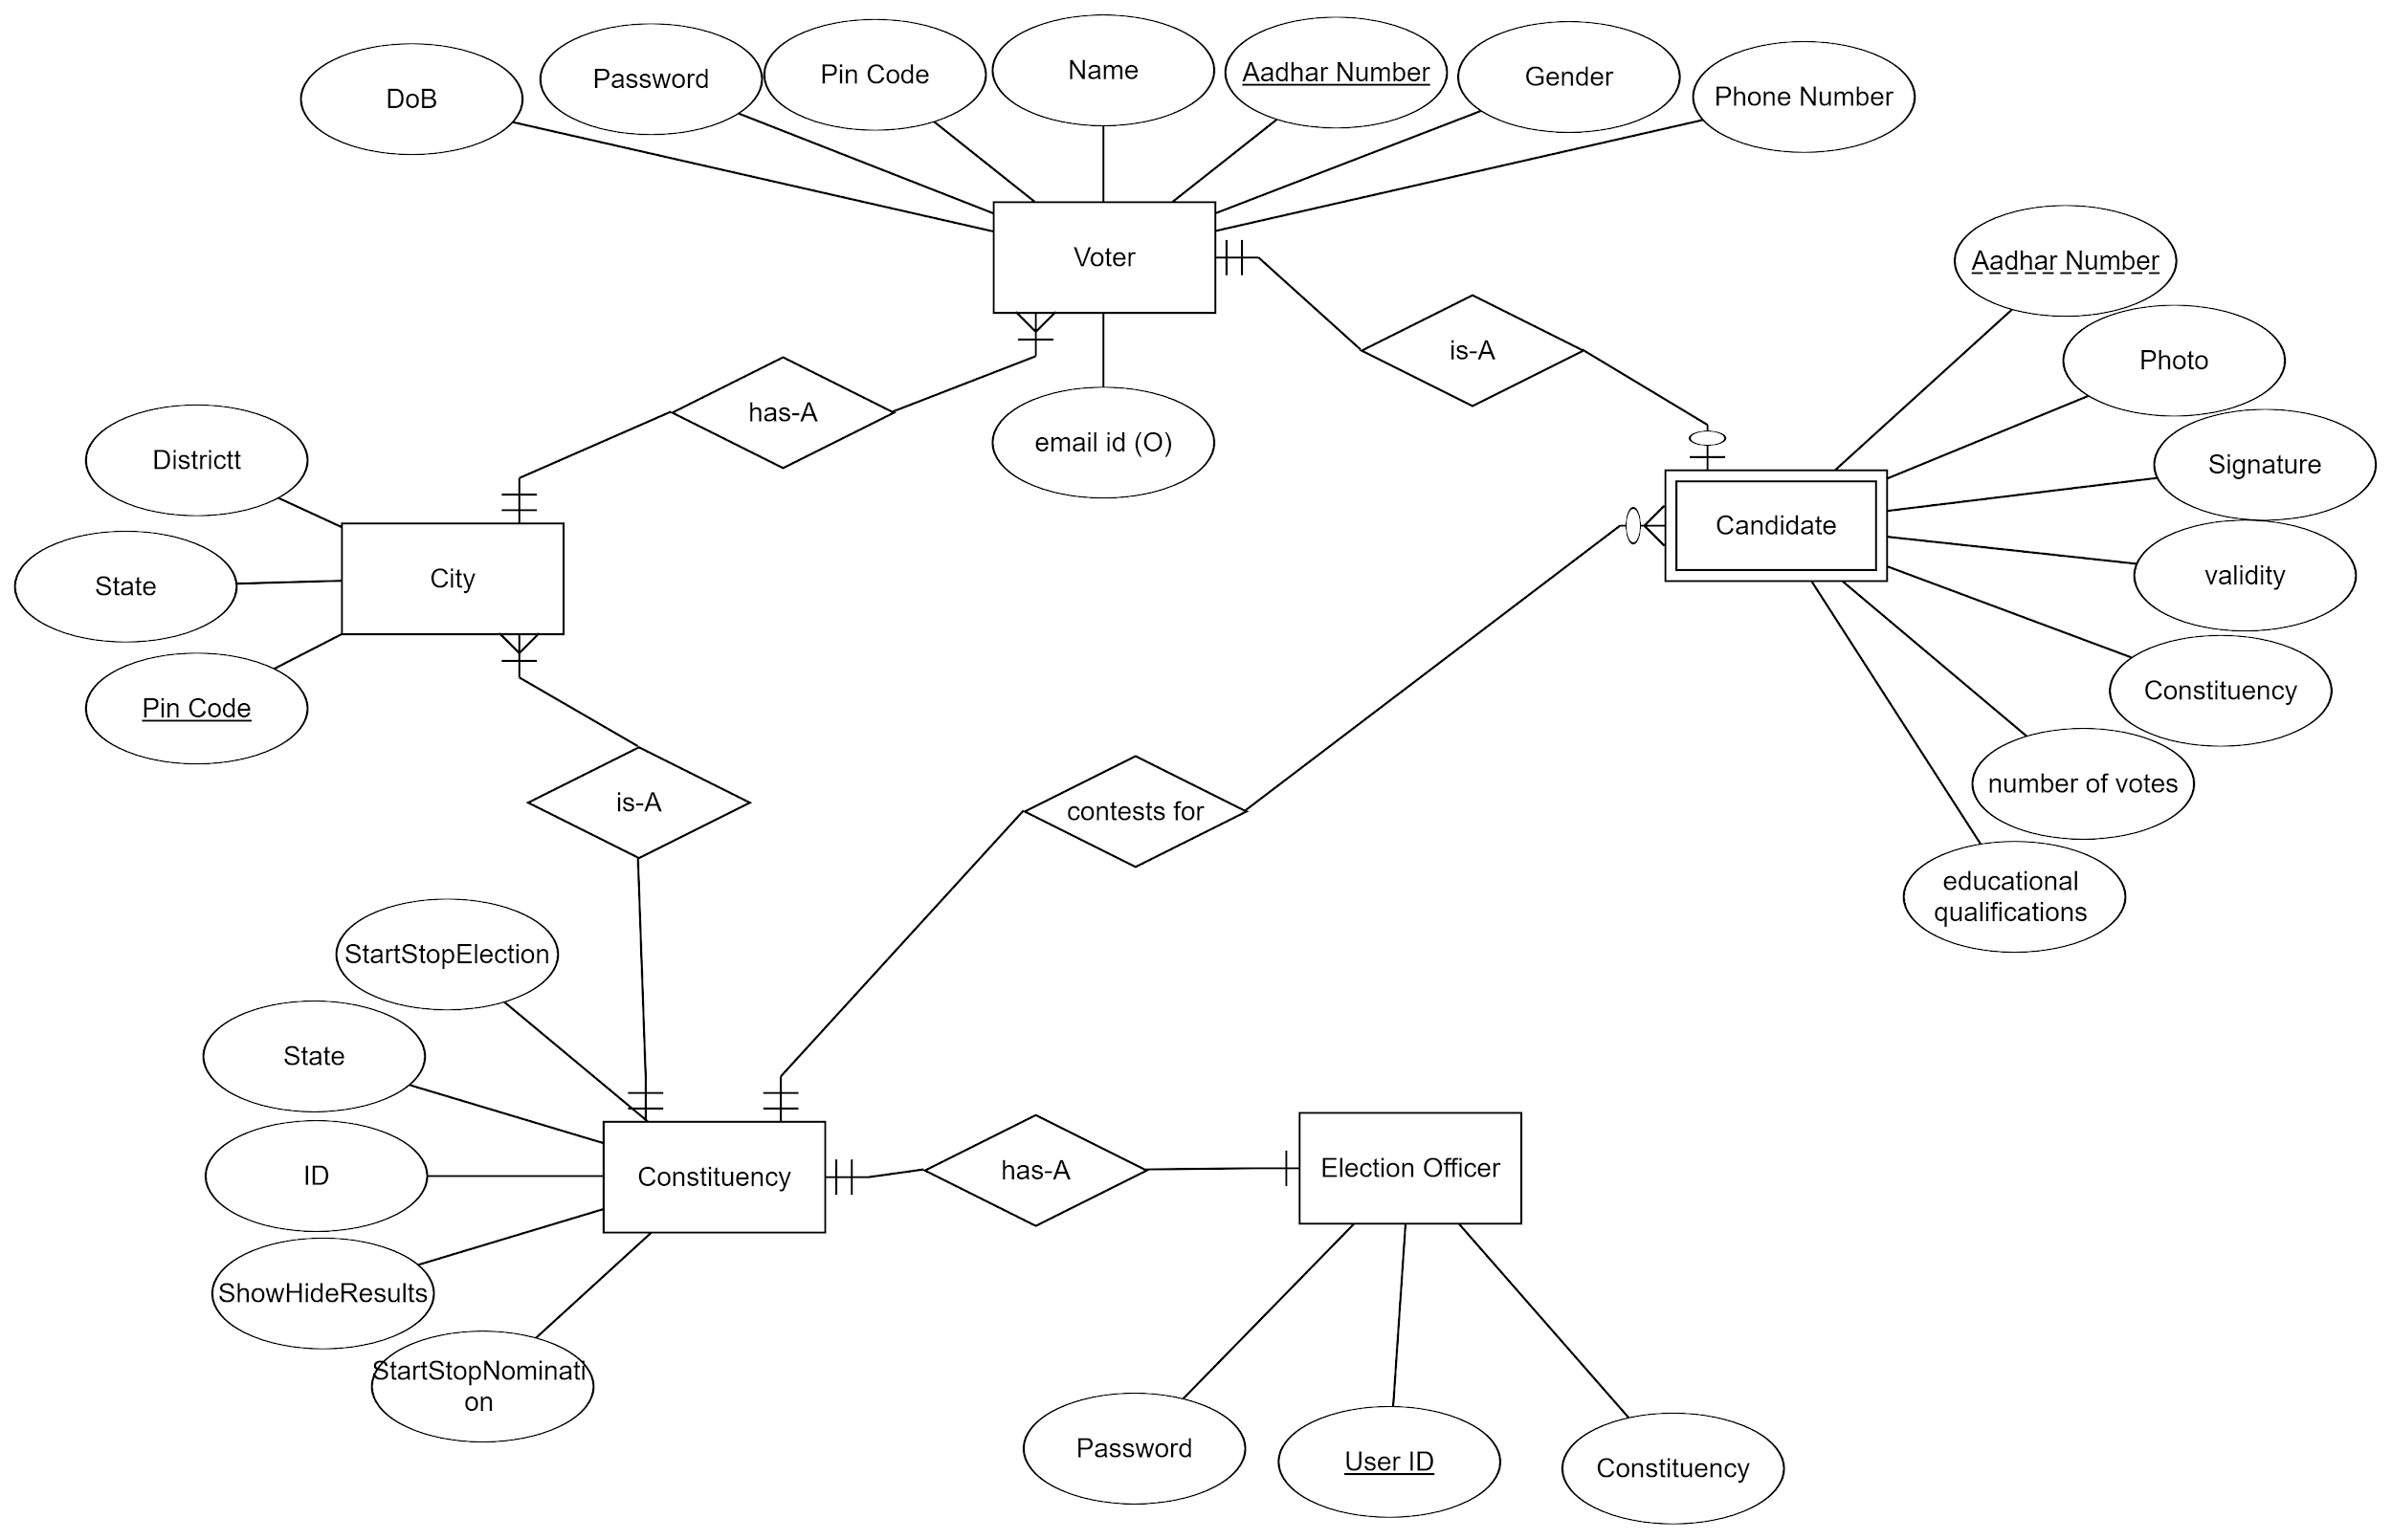 DoB
Password
Pin Code
Name
Aadhar Number
Gender
Phone Number
Voter
Aadhar Number
is-A
Photo
has-A
email id (O)
Districtt
Signature
Candidate
City
State
validity
Pin Code
Constituency
is-A
contests for
number of votes
educational
qualifications
StartStopElection
State
ID
Constituency
has-A
Election Officer
ShowHideResults
StartStopNominati
on
Password
User ID
Constituency